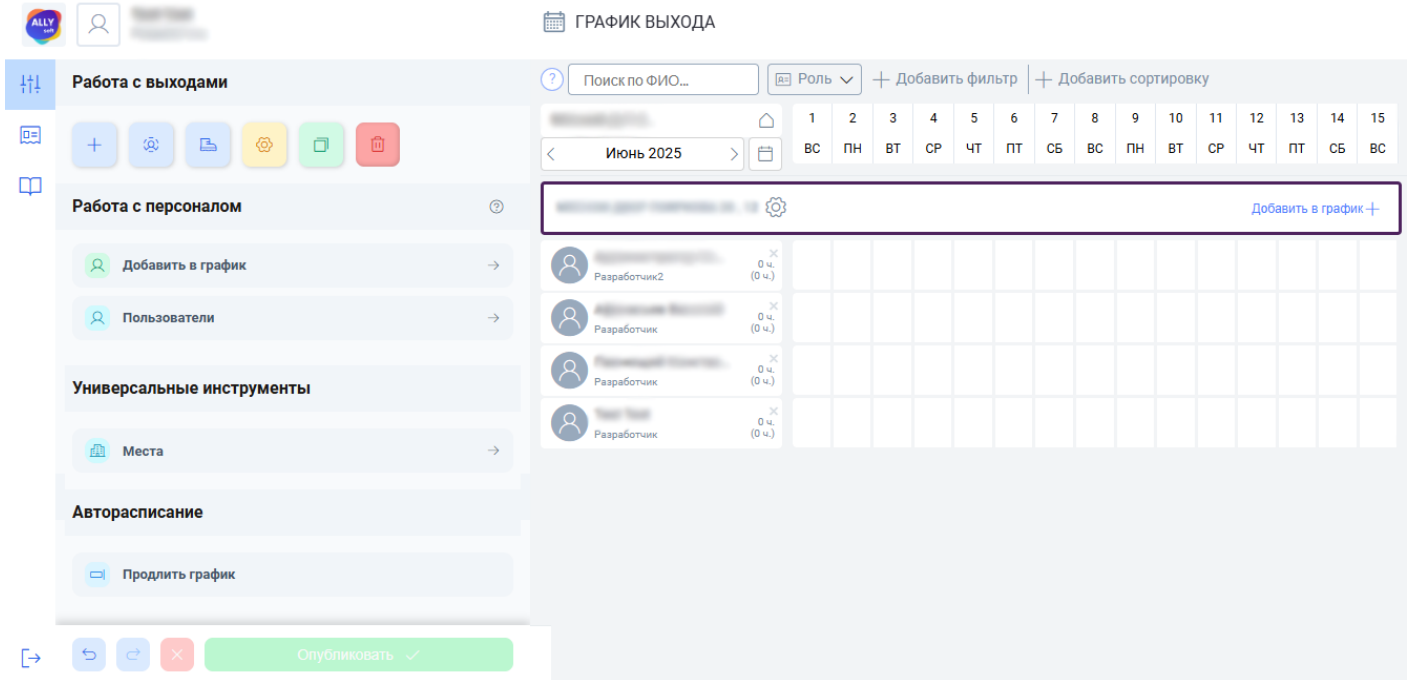 ALLY
soft
ГРАФИК ВЫХОДА
Работа с выходами
Работа с персоналом
Добавить в график
Пользователи
Универсальные инструменты
Места
Авторасписание
Продлить график
Опубликовать
? Поиск по ФИО... Роль Добавить фильтр Добавить сортировку
1 2 3 4 5 6 7 8 9 10 11 12 13 14 15
Июнь 2025 ВС ПН ВТ СР ЧТ ПТ СБ ВС ПН ВТ СР ЧТ ПТ СБ ВС
Добавить в график
0 ч.
Разработчик2 (0 ч.)
0 ч.
Разработчик (0 ч.)
0 ч.
Разработчик (0 ч.)
0 ч.
Разработчик (0 ч.)